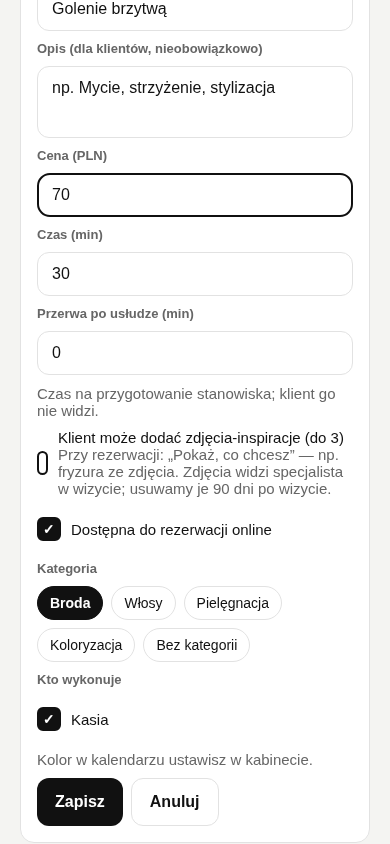 Golenie brzytwą
Opis (dla klientów, nieobowiązkowo)
np. Mycie, strzyżenie, stylizacja
Cena (PLN)
70
Czas (min)
30
Przerwa po usłudze (min)
0
Czas na przygotowanie stanowiska; klient go
nie widzi.
Klient może dodać zdjęcia-inspiracje (do 3)
Przy rezerwacji: „Pokaż, co chcesz” — np.
fryzura ze zdjęcia. Zdjęcia widzi specjalista
w wizycie; usuwamy je 90 dni po wizycie.
Dostępna do rezerwacji online
Kategoria
Broda Włosy Pielęgnacja
Koloryzacja Bez kategorii
Kto wykonuje
Kasia
Kolor w kalendarzu ustawisz w kabinecie.
Zapisz Anuluj